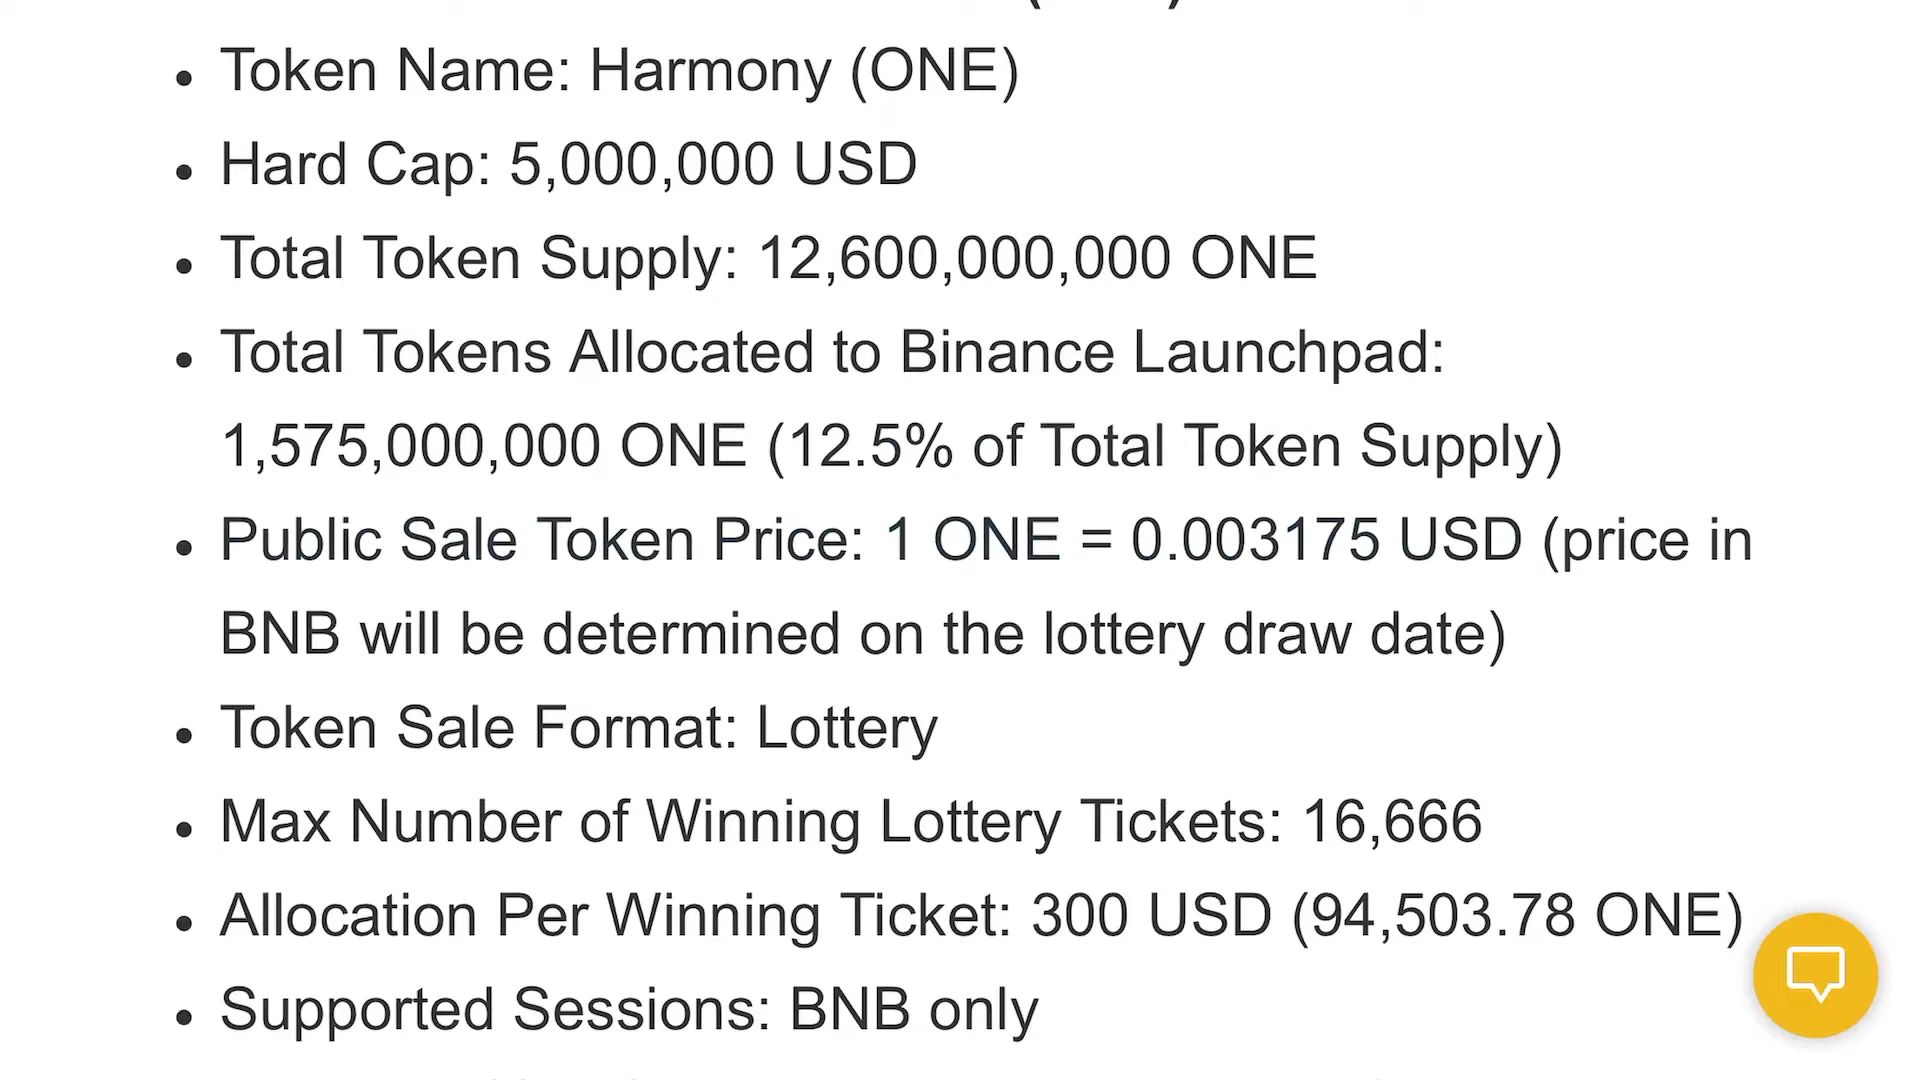 • Token Name: Harmony (ONE)
• Hard Cap: 5,000,000 USD
• Total Token Supply: 12,600,000,000 ONE
• Total Tokens Allocated to Binance Launchpad:
1,575,000,000 ONE (12.5% of Total Token Supply)
• Public Sale Token Price: 1 ONE = 0.003175 USD (price in
BNB will be determined on the lottery draw date)
• Token Sale Format: Lottery
• Max Number of Winning Lottery Tickets: 16,666
• Allocation Per Winning Ticket: 300 USD (94,503.78 ONE)
• Supported Sessions: BNB only